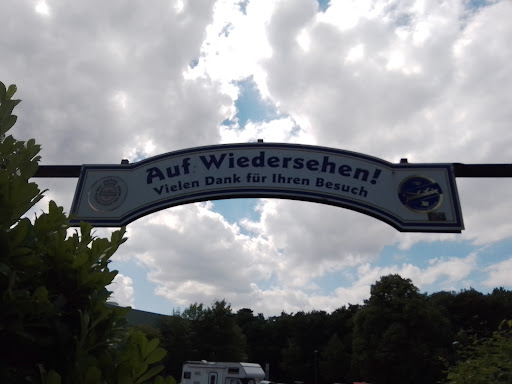 Auf Wiedersehen!
Vielen Dank für Ihren Besuch